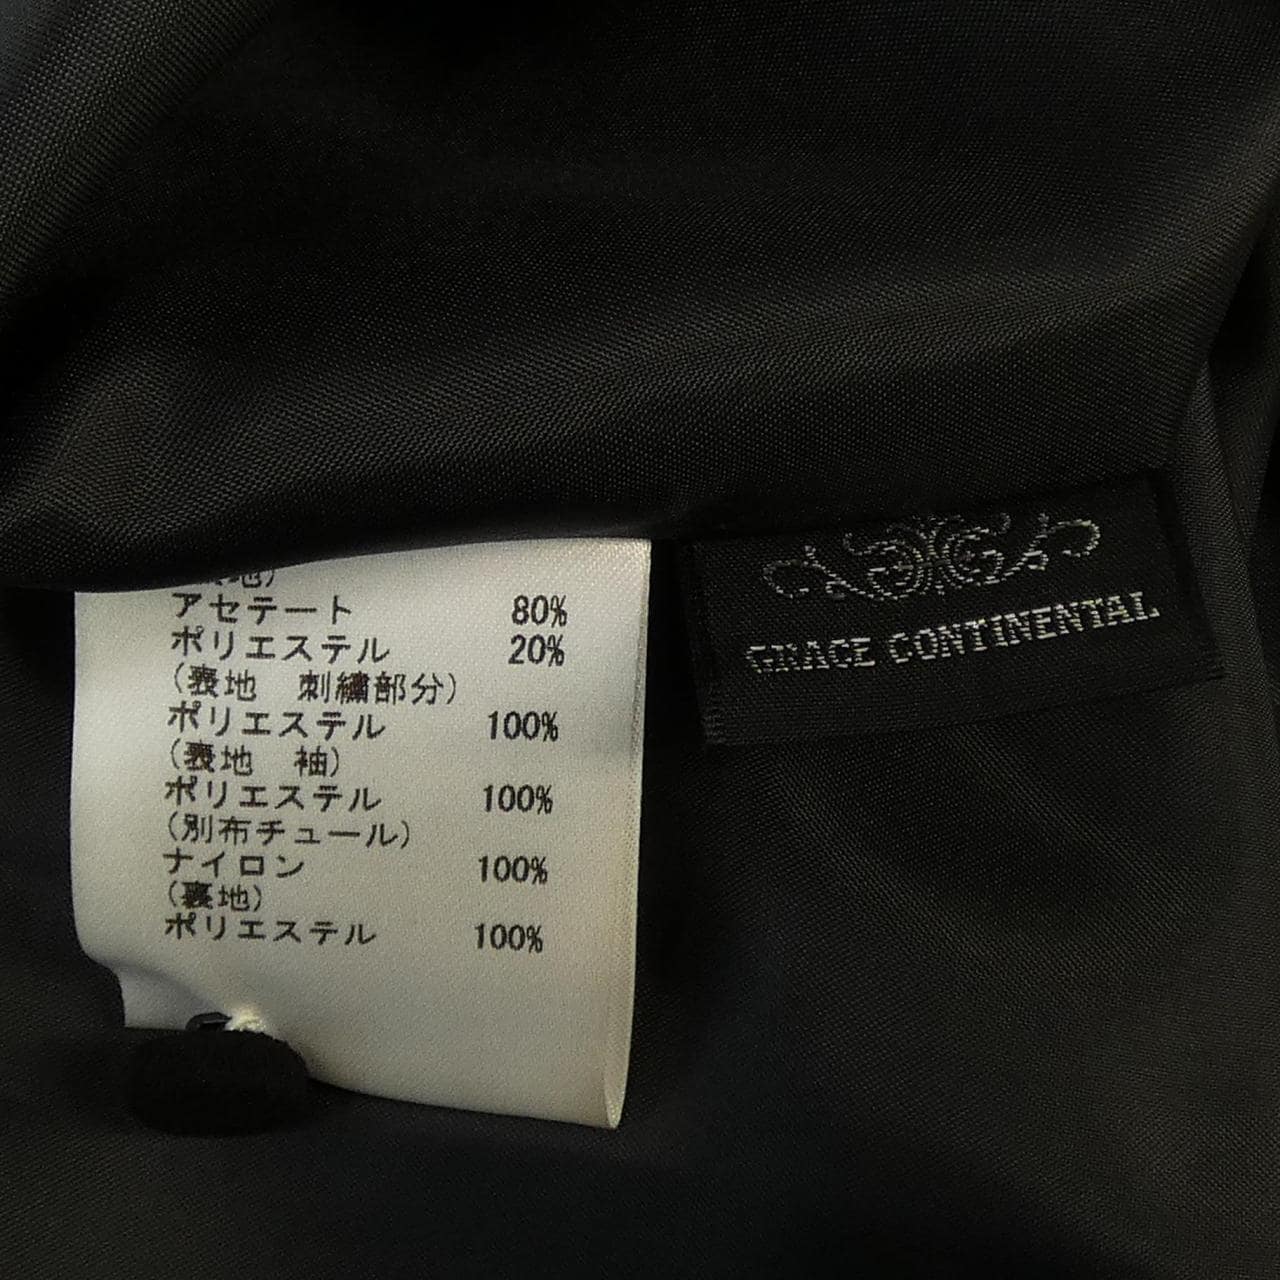 地)
アセテート 80%
ポリエステル 20%
(表地 刺繍部分)
ポリエステル 100%
(表地 袖)
ポリエステル 100%
(別布チュール)
ナイロン 100%
(裏地)
ポリエステル 100%
GRACE CONTINENTAL